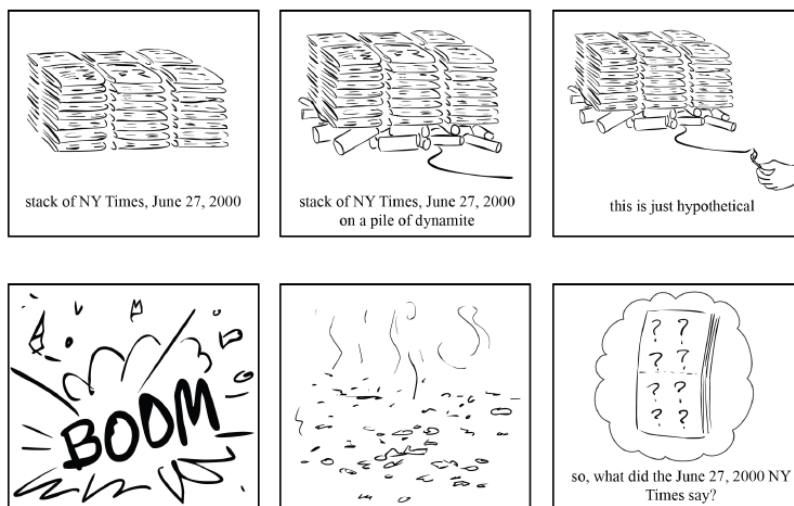 stack of NY Times, June 27, 2000
stack of NY Times, June 27, 2000
on a pile of dynamite
this is just hypothetical
BOOM
? ?
? ?
? ?
? ?
so, what did the June 27, 2000 NY
Times say?